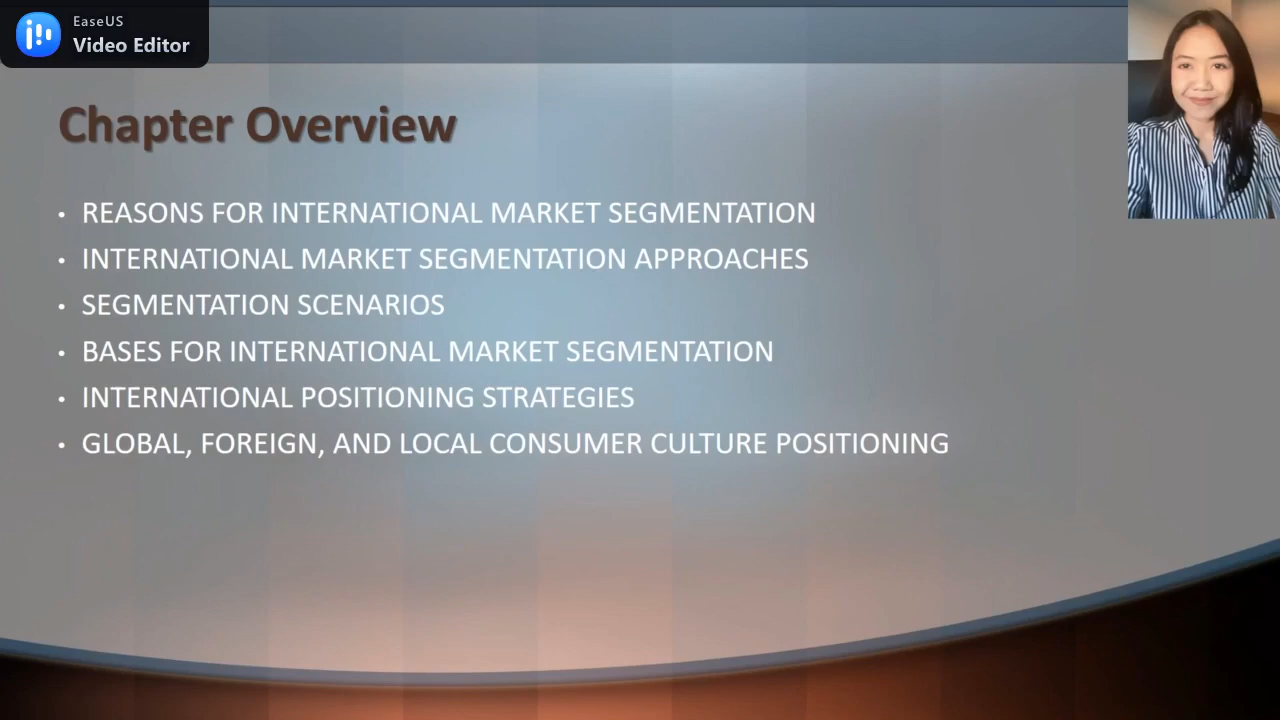 EaseUS
Video Editor
Chapter Overview
• REASONS FOR INTERNATIONAL MARKET SEGMENTATION
• INTERNATIONAL MARKET SEGMENTATION APPROACHES
• SEGMENTATION SCENARIOS
• BASES FOR INTERNATIONAL MARKET SEGMENTATION
• INTERNATIONAL POSITIONING STRATEGIES
• GLOBAL, FOREIGN, AND LOCAL CONSUMER CULTURE POSITIONING